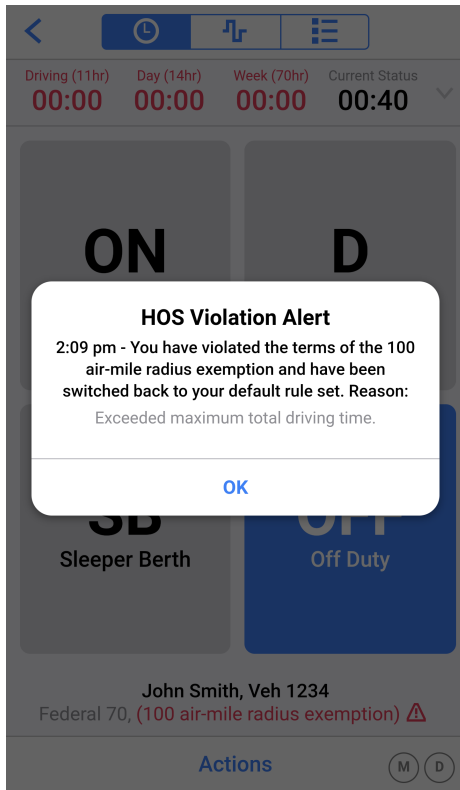 Driving (11hr) Day (14hr) Week (70hr) Current Status
00:00 00:00 00:00 00:40
ON D
HOS Violation Alert
2:09 pm - You have violated the terms of the 100
air-mile radius exemption and have been
switched back to your default rule set. Reason:
Exceeded maximum total driving time.
OK
SB OFF
Sleeper Berth Off Duty
John Smith, Veh 1234
Federal 70, (100 air-mile radius exemption)
Actions M D